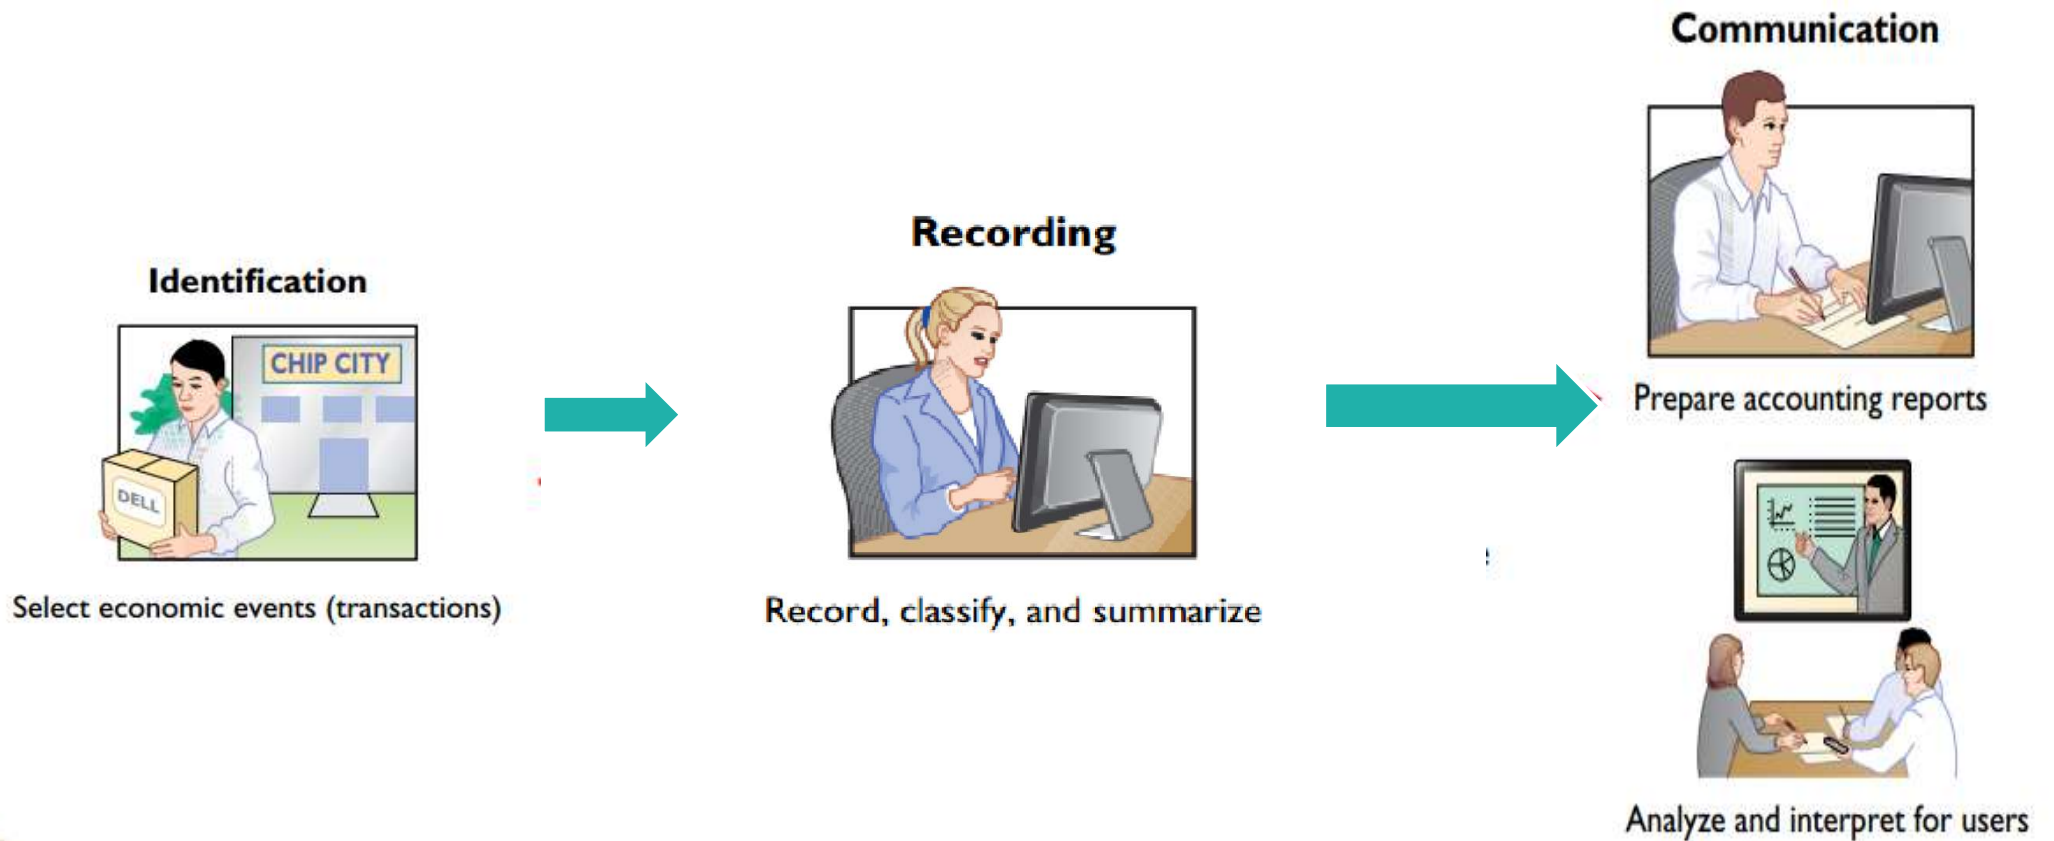 Identification
CHIP CITY
DELL
Select economic events (transactions)
Recording
Record, classify, and summarize
Communication
Prepare accounting reports
Analyze and interpret for users